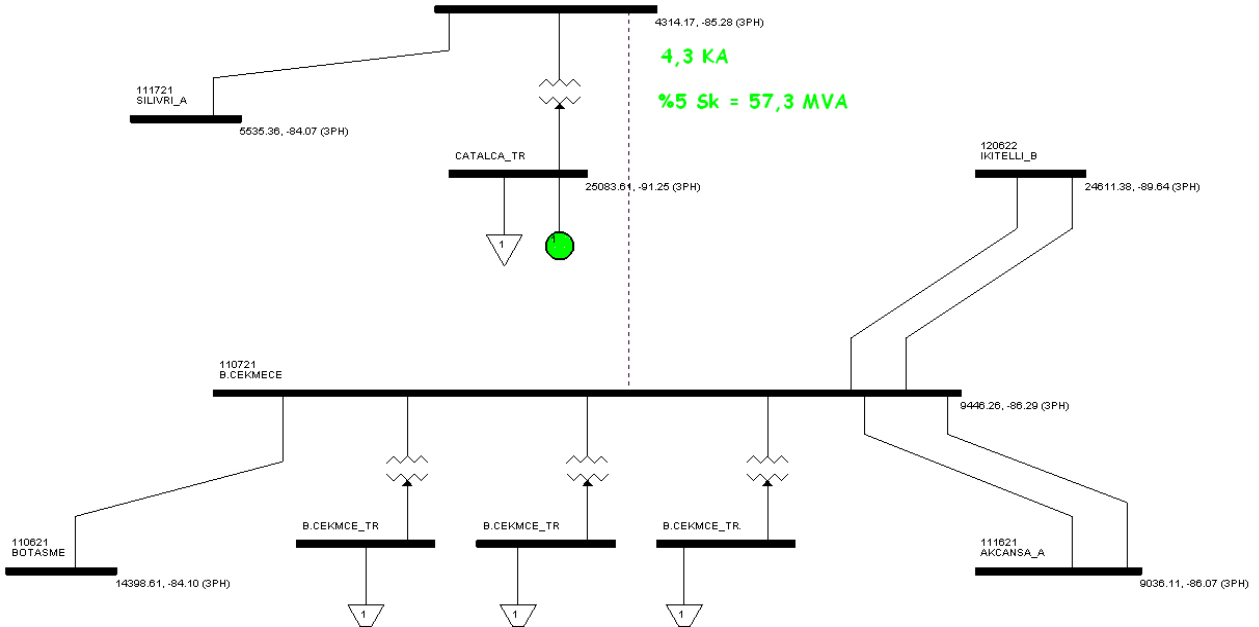 4314.17, -85.28 (3PH)
4,3 KA
%5 Sk = 57,3 MVA
111721
SILIVRI_A
5535.36, -84.07 (3PH)
CATALCA_TR
25083.61, -91.25 (3PH)
120622
IKITELLI_B
24611.38, -89.64 (3PH)
1
1
110721
B.CEKMECE
9446.26, -86.29 (3PH)
B.CEKMCE_TR
B.CEKMCE_TR
B.CEKMCE_TR.
110621
BOTASME
14398.61, -84.10 (3PH)
111621
AKCANSA_A
9036.11, -86.07 (3PH)
1
1
1